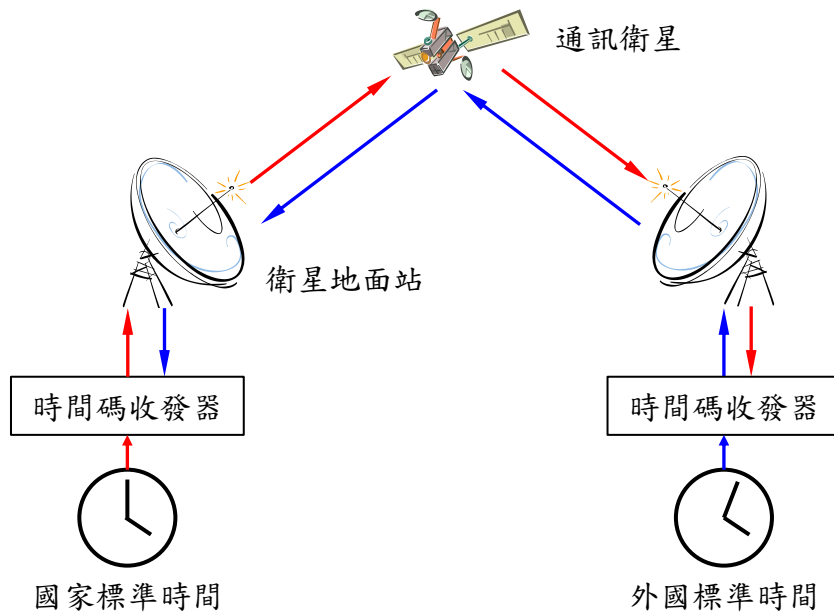 通訊衛星
衛星地面站
時間碼收發器
時間碼收發器
國家標準時間
外國標準時間